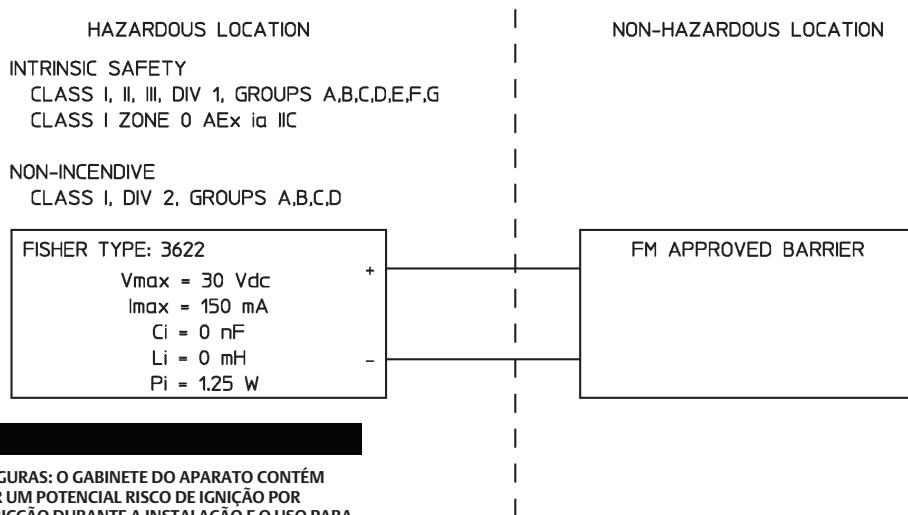 HAZARDOUS LOCATION
NON-HAZARDOUS LOCATION
INTRINSIC SAFETY
CLASS I, II, III, DIV 1, GROUPS A,B,C,D,E,F,G
CLASS I ZONE 0 AEx ia IIC
NON-INCENDIVE
CLASS I, DIV 2, GROUPS A,B,C,D
FISHER TYPE: 3622
Vmax = 30 Vdc
Imax = 150 mA
Ci = 0 nF
Li = 0 mH
Pi = 1.25 W
+
–
FM APPROVED BARRIER
GURAS: O GABINETE DO APARATO CONTÉM
R UM POTENCIAL RISCO DE IGNIÇÃO POR
ICÇÃO DURANTE A INSTALAÇÃO E O USO PARA